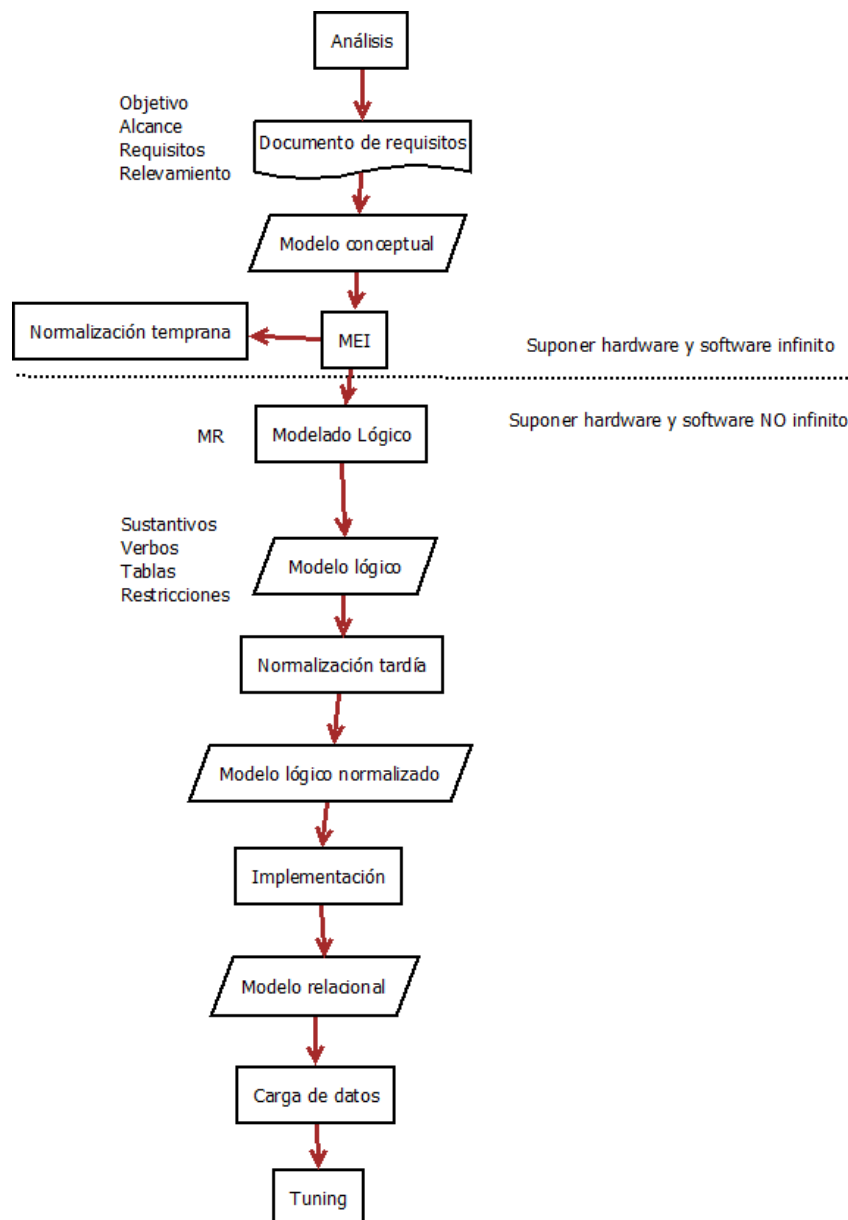 Análisis
Objetivo
Alcance
Requisitos
Relevamiento
Documento de requisitos
Modelo conceptual
Normalización temprana
MEI
Suponer hardware y software infinito
Suponer hardware y software NO infinito
MR
Modelado Lógico
Sustantivos
Verbos
Tablas
Restricciones
Modelo lógico
Normalización tardía
Modelo lógico normalizado
Implementación
Modelo relacional
Carga de datos
Tuning